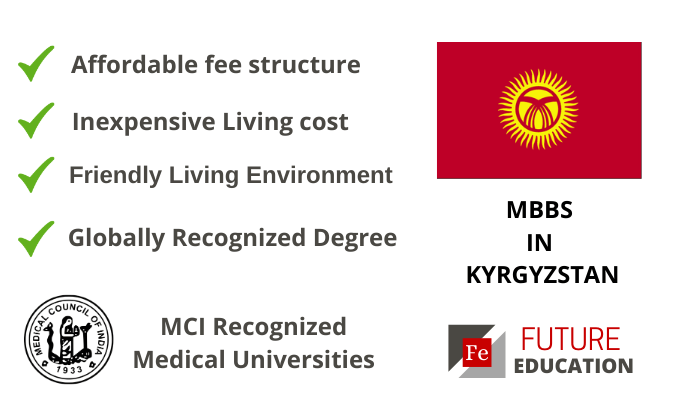 Affordable fee structure
Inexpensive Living cost
Friendly Living Environment
Globally Recognized Degree
MEDICAL COUNCIL OF INDIA
1933
MCI Recognized
Medical Universities
MBBS
IN
KYRGYZSTAN
Fe
FUTURE
EDUCATION